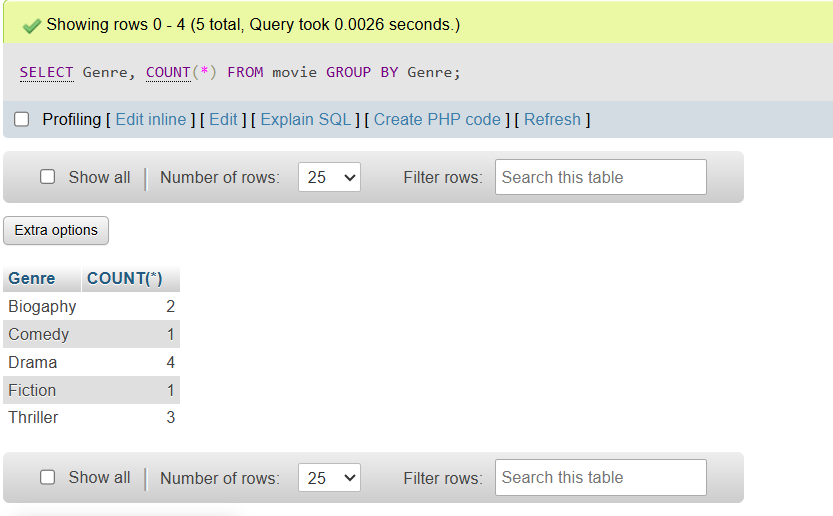 Showing rows 0 - 4 (5 total, Query took 0.0026 seconds.)
SELECT Genre, COUNT(*) FROM movie GROUP BY Genre;
Profiling [ Edit inline ] [ Edit ] [ Explain SQL ] [ Create PHP code ] [ Refresh ]
Show all | Number of rows: 25 Filter rows: Search this table
Extra options
Genre COUNT(*)
Biogaphy 2
Comedy 1
Drama 4
Fiction 1
Thriller 3
Show all | Number of rows: 25 Filter rows: Search this table